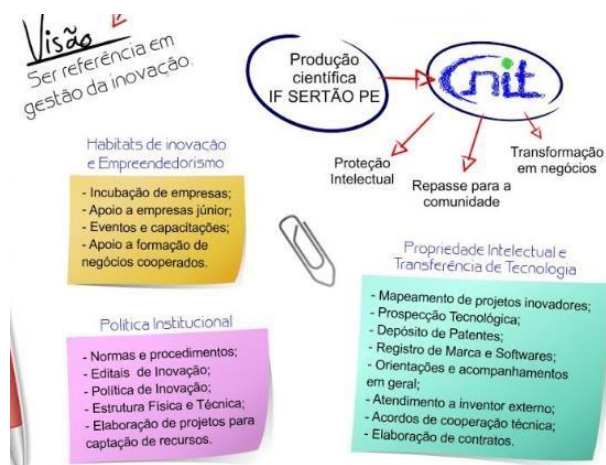 Visão
Ser referência em
gestão da inovação.
Produção
científica
IF SERTÃO PE
Cnit
Proteção
Intelectual
Repasse para a
comunidade
Transformação
em negócios
Habitats de inovação
e Empreendedorismo
- Incubação de empresas;
- Apoio a empresas júnior;
- Eventos e capacitações;
- Apoio a formação de
negócios cooperados.
Política Institucional
- Normas e procedimentos;
- Editais de Inovação;
- Política de Inovação;
- Estrutura Física e Técnica;
- Elaboração de projetos para
captação de recursos.
Propriedade Intelectual e
Transferência de Tecnologia
- Mapeamento de projetos inovadores;
- Prospecção Tecnológica;
- Depósito de Patentes;
- Registro de Marca e Softwares;
- Orientações e acompanhamentos
em geral;
- Atendimento a inventor externo;
- Acordos de cooperação técnica;
- Elaboração de contratos.